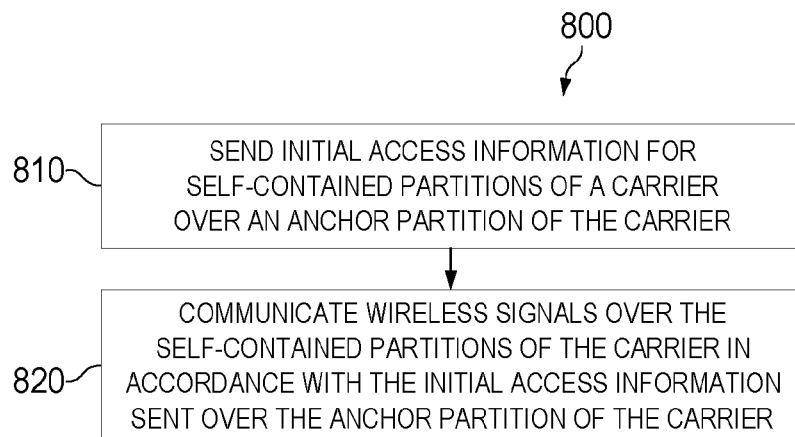 800
810
SEND INITIAL ACCESS INFORMATION FOR
SELF-CONTAINED PARTITIONS OF A CARRIER
OVER AN ANCHOR PARTITION OF THE CARRIER
820
COMMUNICATE WIRELESS SIGNALS OVER THE
SELF-CONTAINED PARTITIONS OF THE CARRIER IN
ACCORDANCE WITH THE INITIAL ACCESS INFORMATION
SENT OVER THE ANCHOR PARTITION OF THE CARRIER